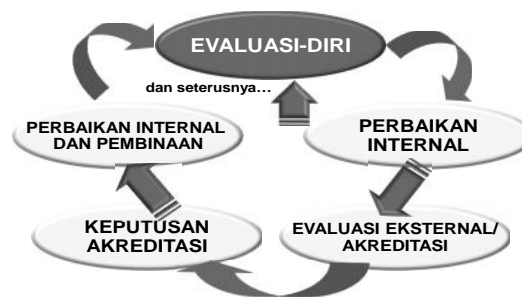 EVALUASI-DIRI
dan seterusnya…
PERBAIKAN INTERNAL
DAN PEMBINAAN
PERBAIKAN
INTERNAL
KEPUTUSAN
AKREDITASI
EVALUASI EKSTERNAL/
AKREDITASI